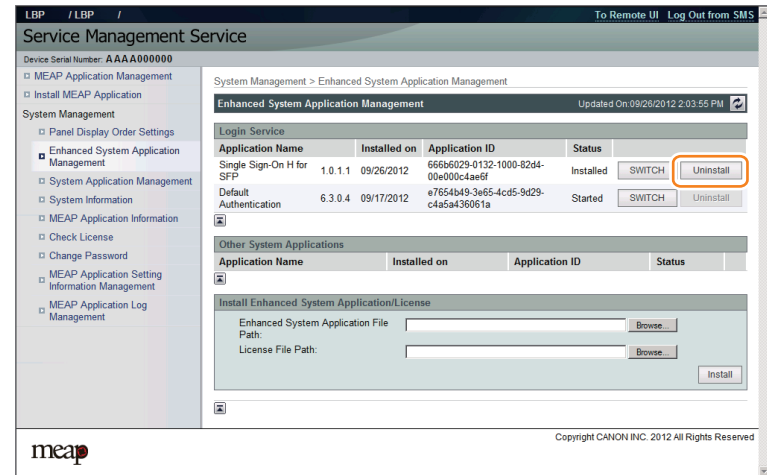 LBP / LBP /
To Remote UI Log Out from SMS
Service Management Service
Device Serial Number: AAAA000000
MEAP Application Management
Install MEAP Application
System Management
Panel Display Order Settings
Enhanced System Application
Management
System Application Management
System Information
MEAP Application Information
Check License
Change Password
MEAP Application Setting
Information Management
MEAP Application Log
Management
System Management > Enhanced System Application Management
Enhanced System Application Management Updated On:09/26/2012 2:03:55 PM
Login Service
Application Name Installed on Application ID Status
Single Sign-On H for
SFP 1.0.1.1 09/26/2012 666b6029-0132-1000-82d4-
00e000c4ae6f Installed SWITCH Uninstall
Default
Authentication 6.3.0.4 09/17/2012 e7654b49-3e65-4cd5-9d29-
c4a5a436061a Started SWITCH Uninstall
Other System Applications
Application Name Installed on Application ID Status
Install Enhanced System Application/License
Enhanced System Application File
Path: Browse...
License File Path: Browse...
Install
Copyright CANON INC. 2012 All Rights Reserved
meap